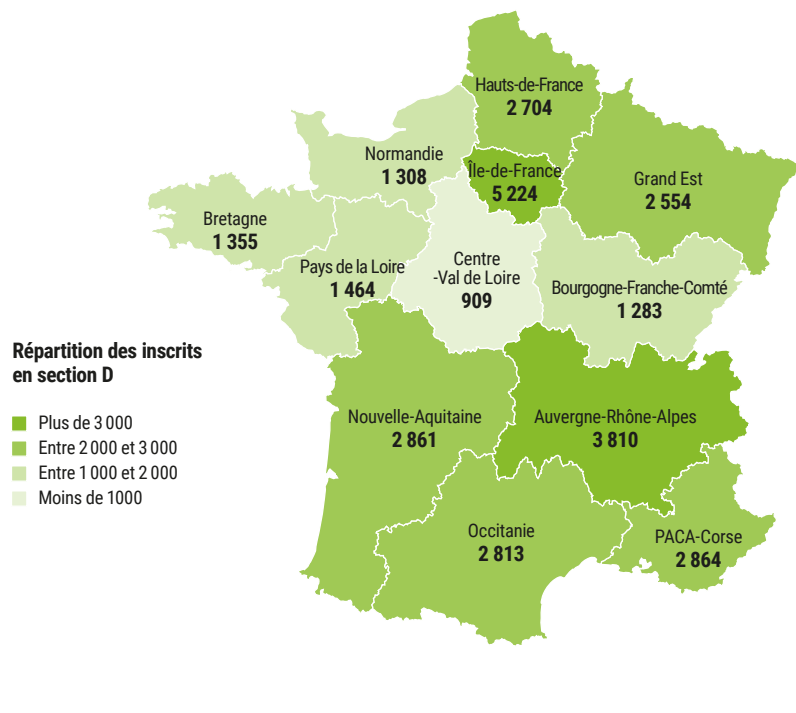 Hauts-de-France
2 704
Normandie
1 308
Île-de-France
5 224
Grand Est
2 554
Bretagne
1 355
Pays de la Loire
1 464
Centre
-Val de Loire
909
Bourgogne-Franche-Comté
1 283
Répartition des inscrits
en section D
Plus de 3 000
Entre 2 000 et 3 000
Entre 1 000 et 2 000
Moins de 1000
Nouvelle-Aquitaine
2 861
Auvergne-Rhône-Alpes
3 810
Occitanie
2 813
PACA-Corse
2 864